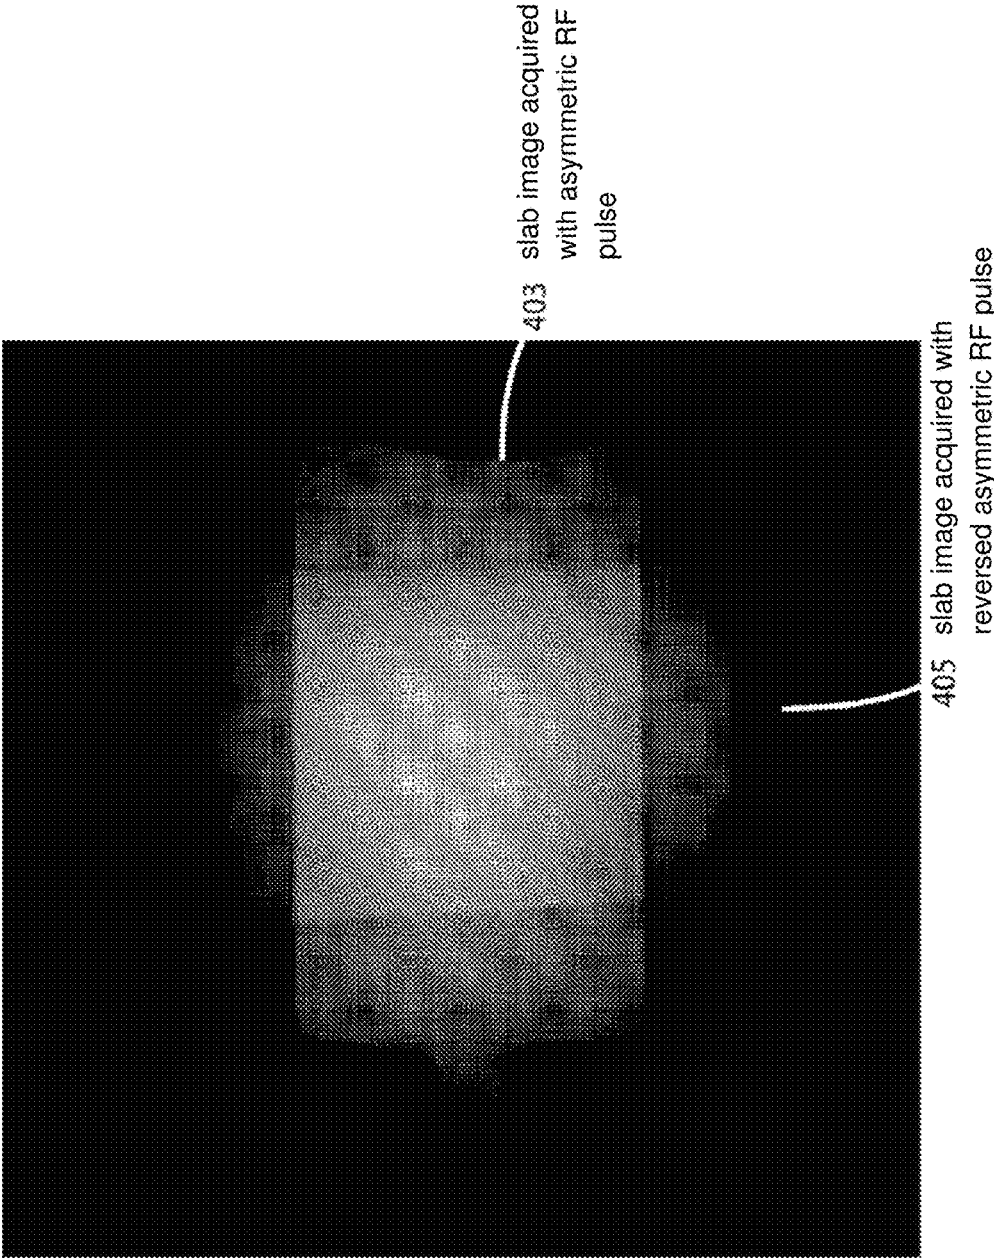 403 slab image acquired
with asymmetric RF
pulse
405 slab image acquired with
reversed asymmetric RF pulse